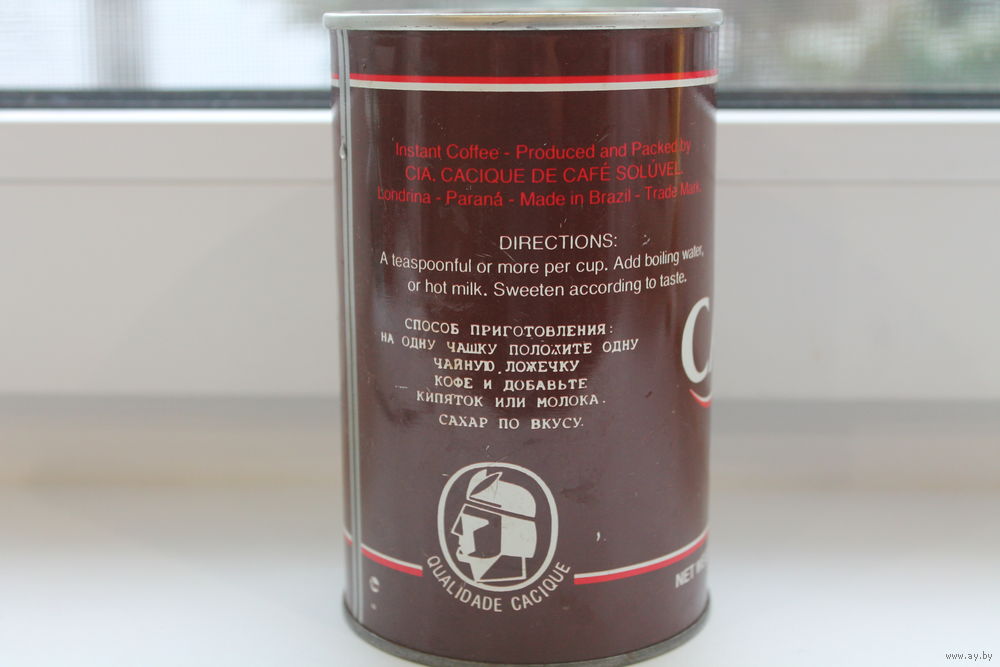 Instant Coffee - Produced and Packed by
CIA. CACIQUE DE CAFÉ SOLÚVEL
Londrina - Paraná - Made in Brazil - Trade Mark.
DIRECTIONS:
A teaspoonful or more per cup. Add boiling water,
or hot milk. Sweeten according to taste.
СПОСОБ ПРИГОТОВЛЕНИЯ:
НА ОДНУ ЧАШКУ ПОЛОЖИТЕ ОДНУ
ЧАЙНУЮ ЛОЖЕЧКУ
КОФЕ И ДОБАВЬТЕ
КИПЯТОК ИЛИ МОЛОКА.
САХАР ПО ВКУСУ.
QUALIDADE CACIQUE
NET
www.ay.by